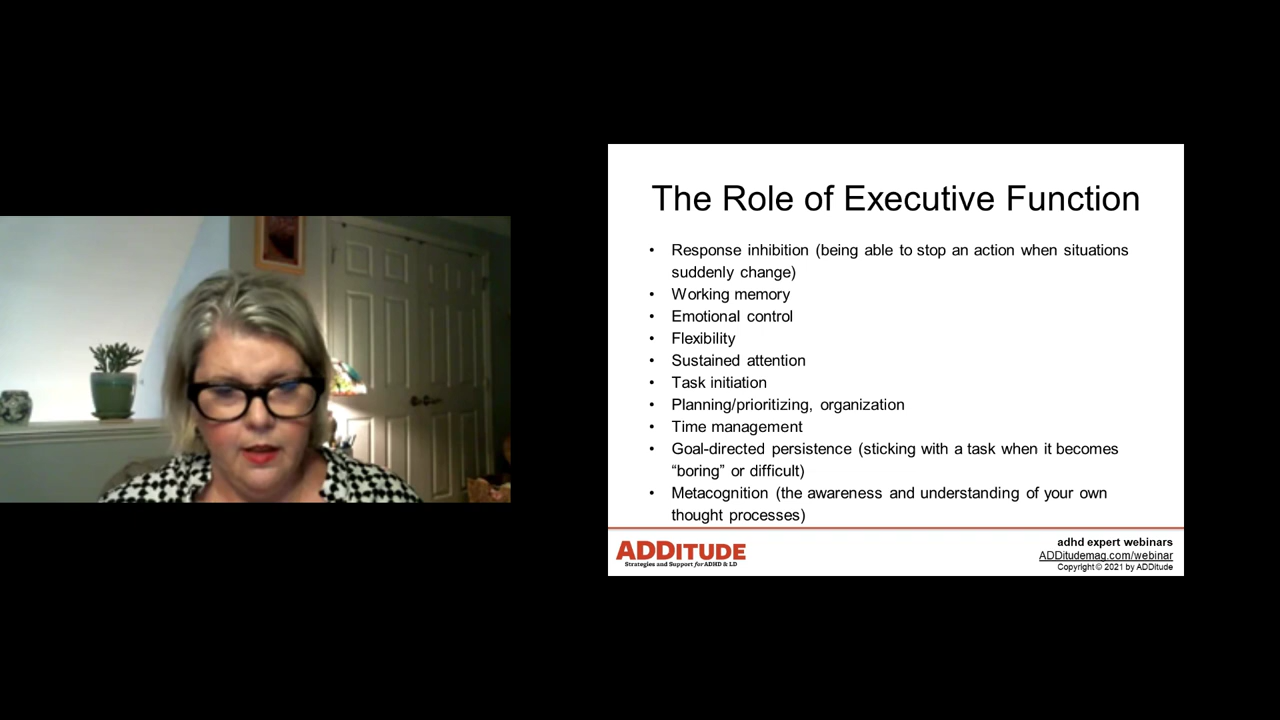 The Role of Executive Function
• Response inhibition (being able to stop an action when situations
suddenly change)
• Working memory
• Emotional control
• Flexibility
• Sustained attention
• Task initiation
• Planning/prioritizing, organization
• Time management
• Goal-directed persistence (sticking with a task when it becomes
“boring” or difficult)
• Metacognition (the awareness and understanding of your own
thought processes)
ADDITUDE
Strategies and Support for ADHD & LD
adhd expert webinars
ADDitudemag.com/webinar
Copyright © 2021 by ADDitude